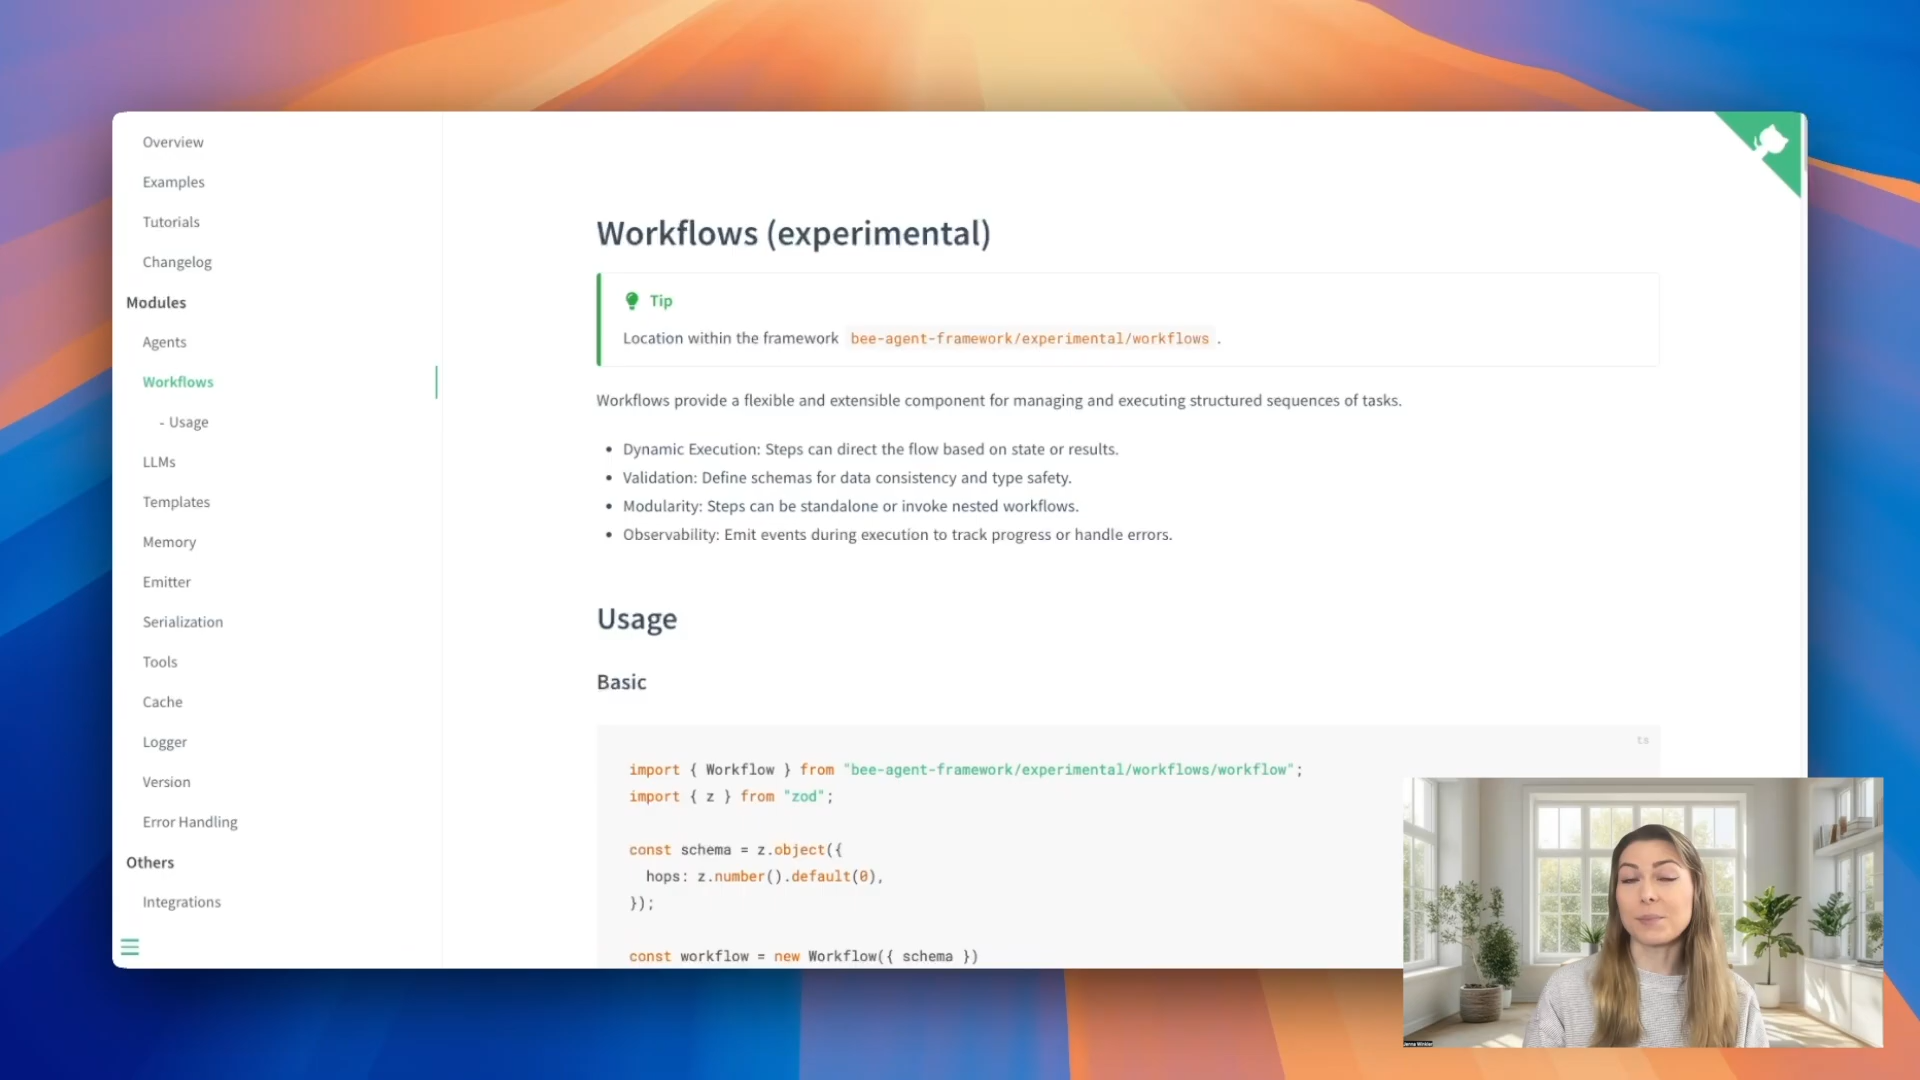 Overview
Examples
Tutorials
Changelog
Modules
Agents
Workflows
- Usage
LLMs
Templates
Memory
Emitter
Serialization
Tools
Cache
Logger
Version
Error Handling
Others
Integrations
Workflows (experimental)
Tip
Location within the framework bee-agent-framework/experimental/workflows .
Workflows provide a flexible and extensible component for managing and executing structured sequences of tasks.
• Dynamic Execution: Steps can direct the flow based on state or results.
• Validation: Define schemas for data consistency and type safety.
• Modularity: Steps can be standalone or invoke nested workflows.
• Observability: Emit events during execution to track progress or handle errors.
Usage
Basic
ts
import { Workflow } from "bee-agent-framework/experimental/workflows/workflow";
import { z } from "zod";
const schema = z.object({
hops: z.number().default(0),
});
const workflow = new Workflow({ schema })
Jenna Winkler